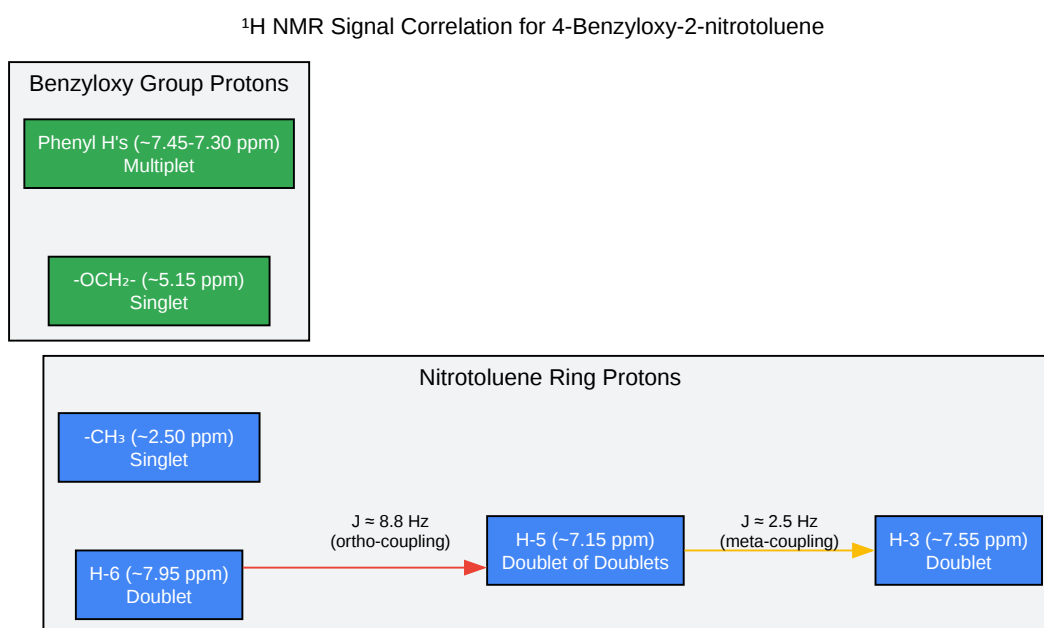 ¹H NMR Signal Correlation for 4-Benzyloxy-2-nitrotoluene
Benzyloxy Group Protons
Phenyl H's (~7.45-7.30 ppm)
Multiplet
-OCH₂- (~5.15 ppm)
Singlet
Nitrotoluene Ring Protons
-CH₃ (~2.50 ppm)
Singlet
H-6 (~7.95 ppm)
Doublet
J ≈ 8.8 Hz
(ortho-coupling)
H-5 (~7.15 ppm)
Doublet of Doublets
J ≈ 2.5 Hz
(meta-coupling)
H-3 (~7.55 ppm)
Doublet